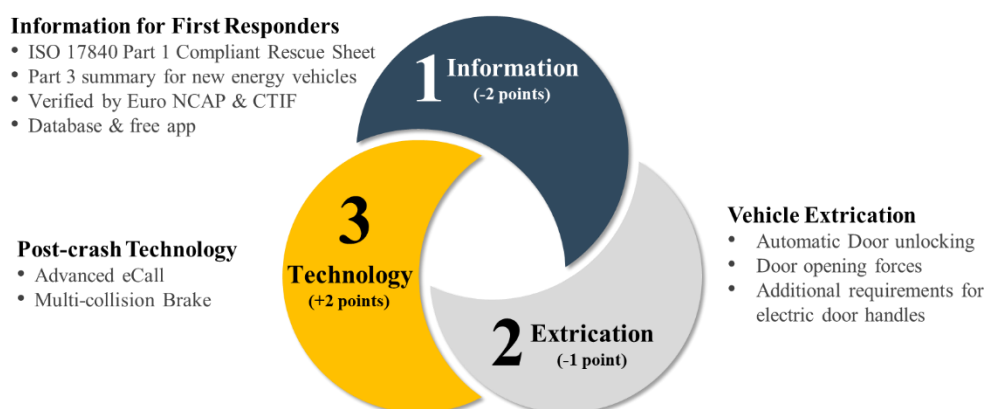 Information for First Responders
• ISO 17840 Part 1 Compliant Rescue Sheet
• Part 3 summary for new energy vehicles
• Verified by Euro NCAP & CTIF
• Database & free app
1 Information
(-2 points)
3
Technology
(+2 points)
Post-crash Technology
• Advanced eCall
• Multi-collision Brake
2 Extrication
(-1 point)
Vehicle Extrication
• Automatic Door unlocking
• Door opening forces
• Additional requirements for
electric door handles